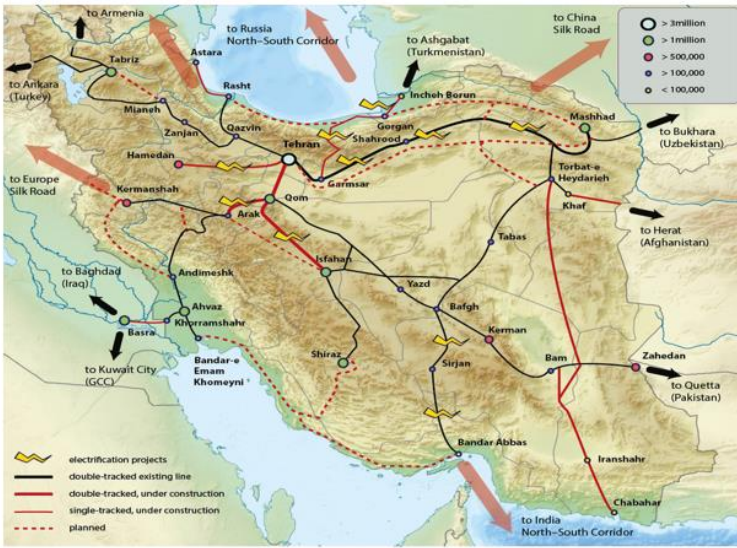 to Armenia
to Russia
North-South Corridor
to China
Silk Road
> 3million
> 1million
> 500,000
> 100,000
< 100,000
Tabriz
Astara
to Ashgabat
(Turkmenistan)
to Ankara
(Turkey)
Rasht
Incheh Borun
Mianeh
Gorgan
Mashhad
Zanjan
Qazvin
Shahrood
Tehran
to Bukhara
(Uzbekistan)
Hamedan
to Europe
Silk Road
Garmsar
Torbat-e
Heydarieh
Kermanshah
Qom
Khaf
Arak
to Herat
(Afghanistan)
Tabas
to Baghdad
(Iraq)
Isfahan
Andimeshk
Yazd
Ahvaz
Bafgh
Basra
Khorramshahr
Kerman
Shiraz
Bam
Zahedan
Bandar-e
Emam
Khomeyni
Sirjan
to Kuwait City
(GCC)
to Quetta
(Pakistan)
Bandar Abbas
electrification projects
Iranshahr
double-tracked existing line
double-tracked, under construction
Chabahar
single-tracked, under construction
to India
North-South Corridor
planned